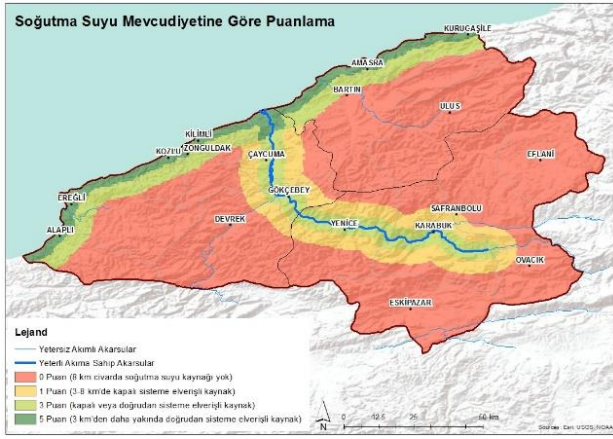 Soğutma Suyu Mevcudiyetine Göre Puanlama
KURUCAŞİLE
AMASRA
BARTIN
ULUS
KİLİMLİ
KOZLU
ZONGULDAK
ÇAYCUMA
EFLANİ
EREĞLİ
GÖKÇEBEY
SAFRANBOLU
ALAPLI
DEVREK
YENİCE
KARABÜK
OVACIK
ESKİPAZAR
Lejand
Yetersiz Akımlı Akarsular
Yeterli Akıma Sahip Akarsular
0 Puan (8 km civarda soğutma suyu kaynağı yok)
1 Puan (3-8 km'de kapalı sisteme elverişli kaynak)
3 Puan (kapalı veya doğrudan sisteme elverişli kaynak)
5 Puan (3 km'den daha yakında doğrudan sisteme elverişli kaynak)
N
0 12.5 25 50 km
Sources: Esri, USGS, NOAA